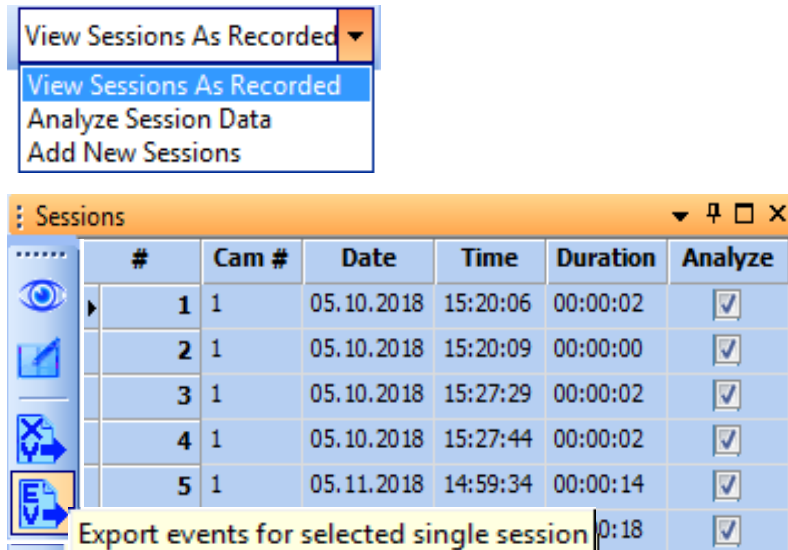 View Sessions As Recorded
View Sessions As Recorded
Analyze Session Data
Add New Sessions
Sessions
# Cam # Date Time Duration Analyze
1 1 05.10.2018 15:20:06 00:00:02
2 1 05.10.2018 15:20:09 00:00:00
3 1 05.10.2018 15:27:29 00:00:02
X V
4 1 05.10.2018 15:27:44 00:00:02
E V
5 1 05.11.2018 14:59:34 00:00:14
Export events for selected single session 0:18